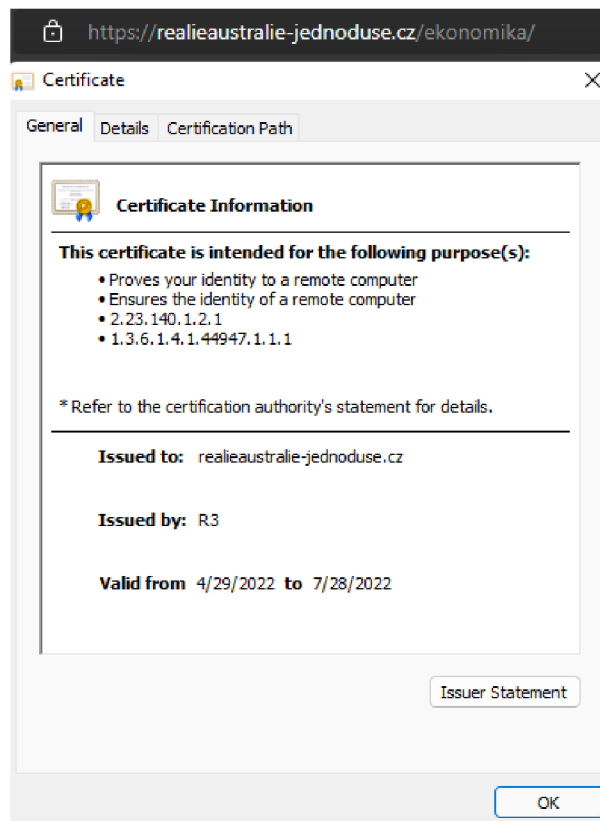 https://realieaustralie-jednoduse.cz/ekonomika/
Certificate
General Details Certification Path
Certificate Information
This certificate is intended for the following purpose(s):
• Proves your identity to a remote computer
• Ensures the identity of a remote computer
• 2.23.140.1.2.1
• 1.3.6.1.4.1.44947.1.1.1
* Refer to the certification authority's statement for details.
Issued to: realieaustralie-jednoduse.cz
Issued by: R3
Valid from 4/29/2022 to 7/28/2022
Issuer Statement
OK